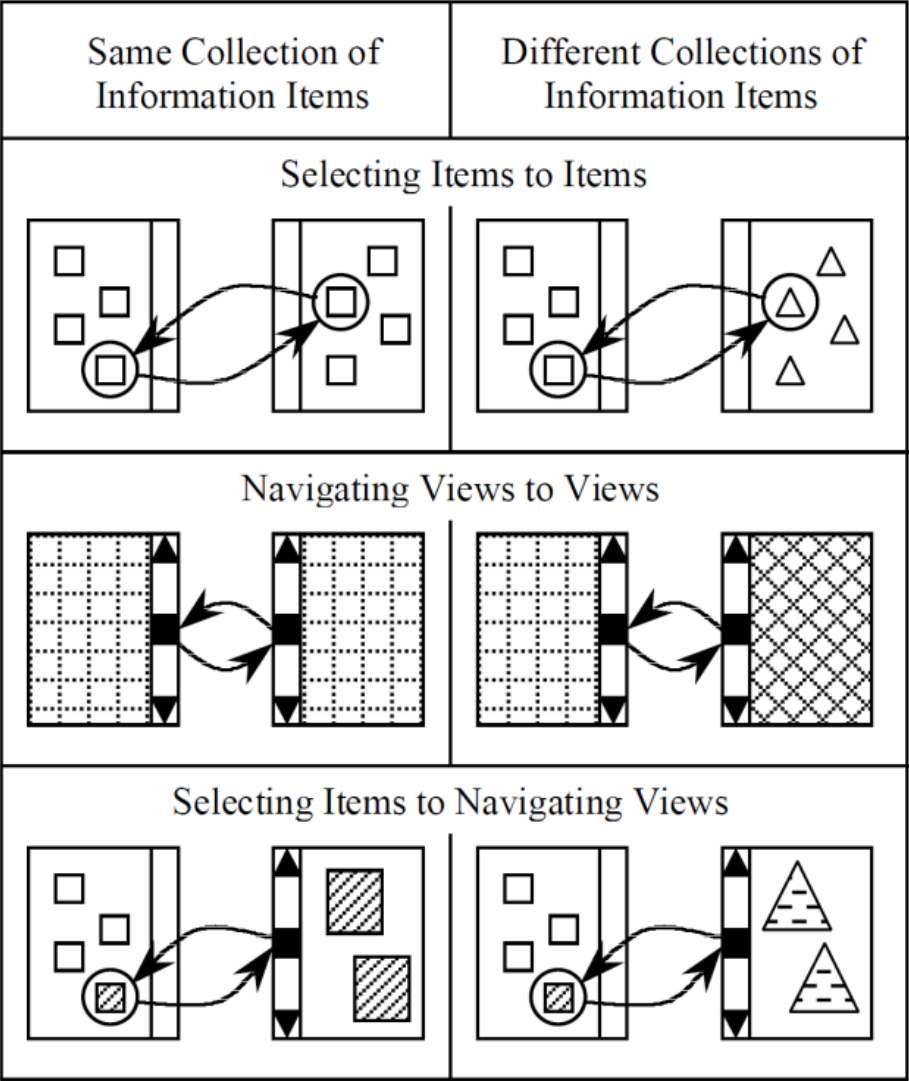 Same Collection of
Information Items
Different Collections of
Information Items
Selecting Items to Items
Navigating Views to Views
Selecting Items to Navigating Views